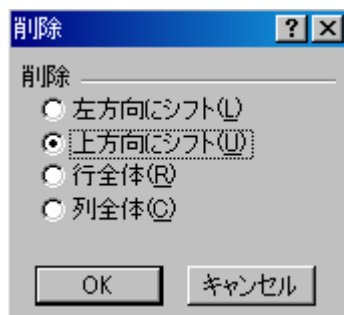 削除
削除
左方向にシフト(L)
上方向にシフト(U)
行全体(R)
列全体(C)
OK キャンセル